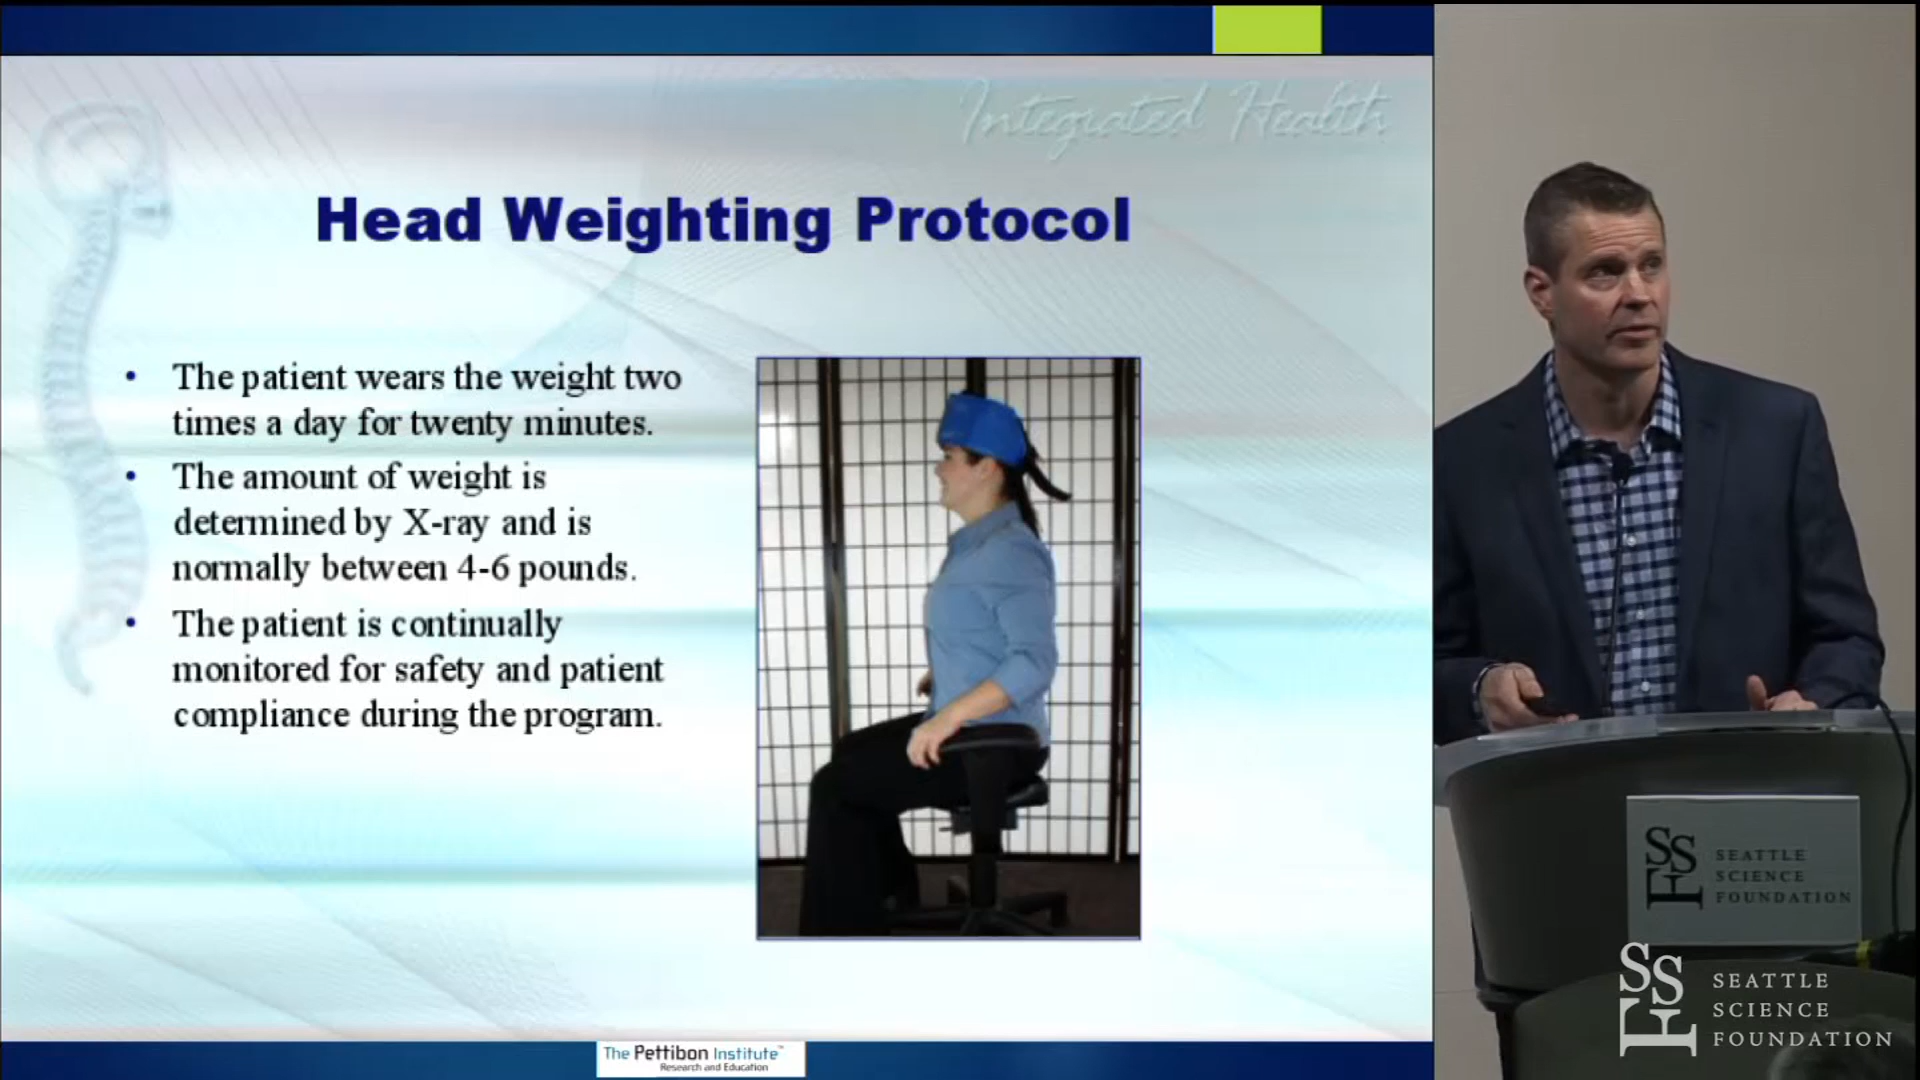 Integrated Health
Head Weighting Protocol
• The patient wears the weight two
times a day for twenty minutes.
• The amount of weight is
determined by X-ray and is
normally between 4-6 pounds.
• The patient is continually
monitored for safety and patient
compliance during the program.
The Pettibon Institute™
Research and Education
SSF
SEATTLE
SCIENCE
FOUNDATION
SSF
SEATTLE
SCIENCE
FOUNDATION